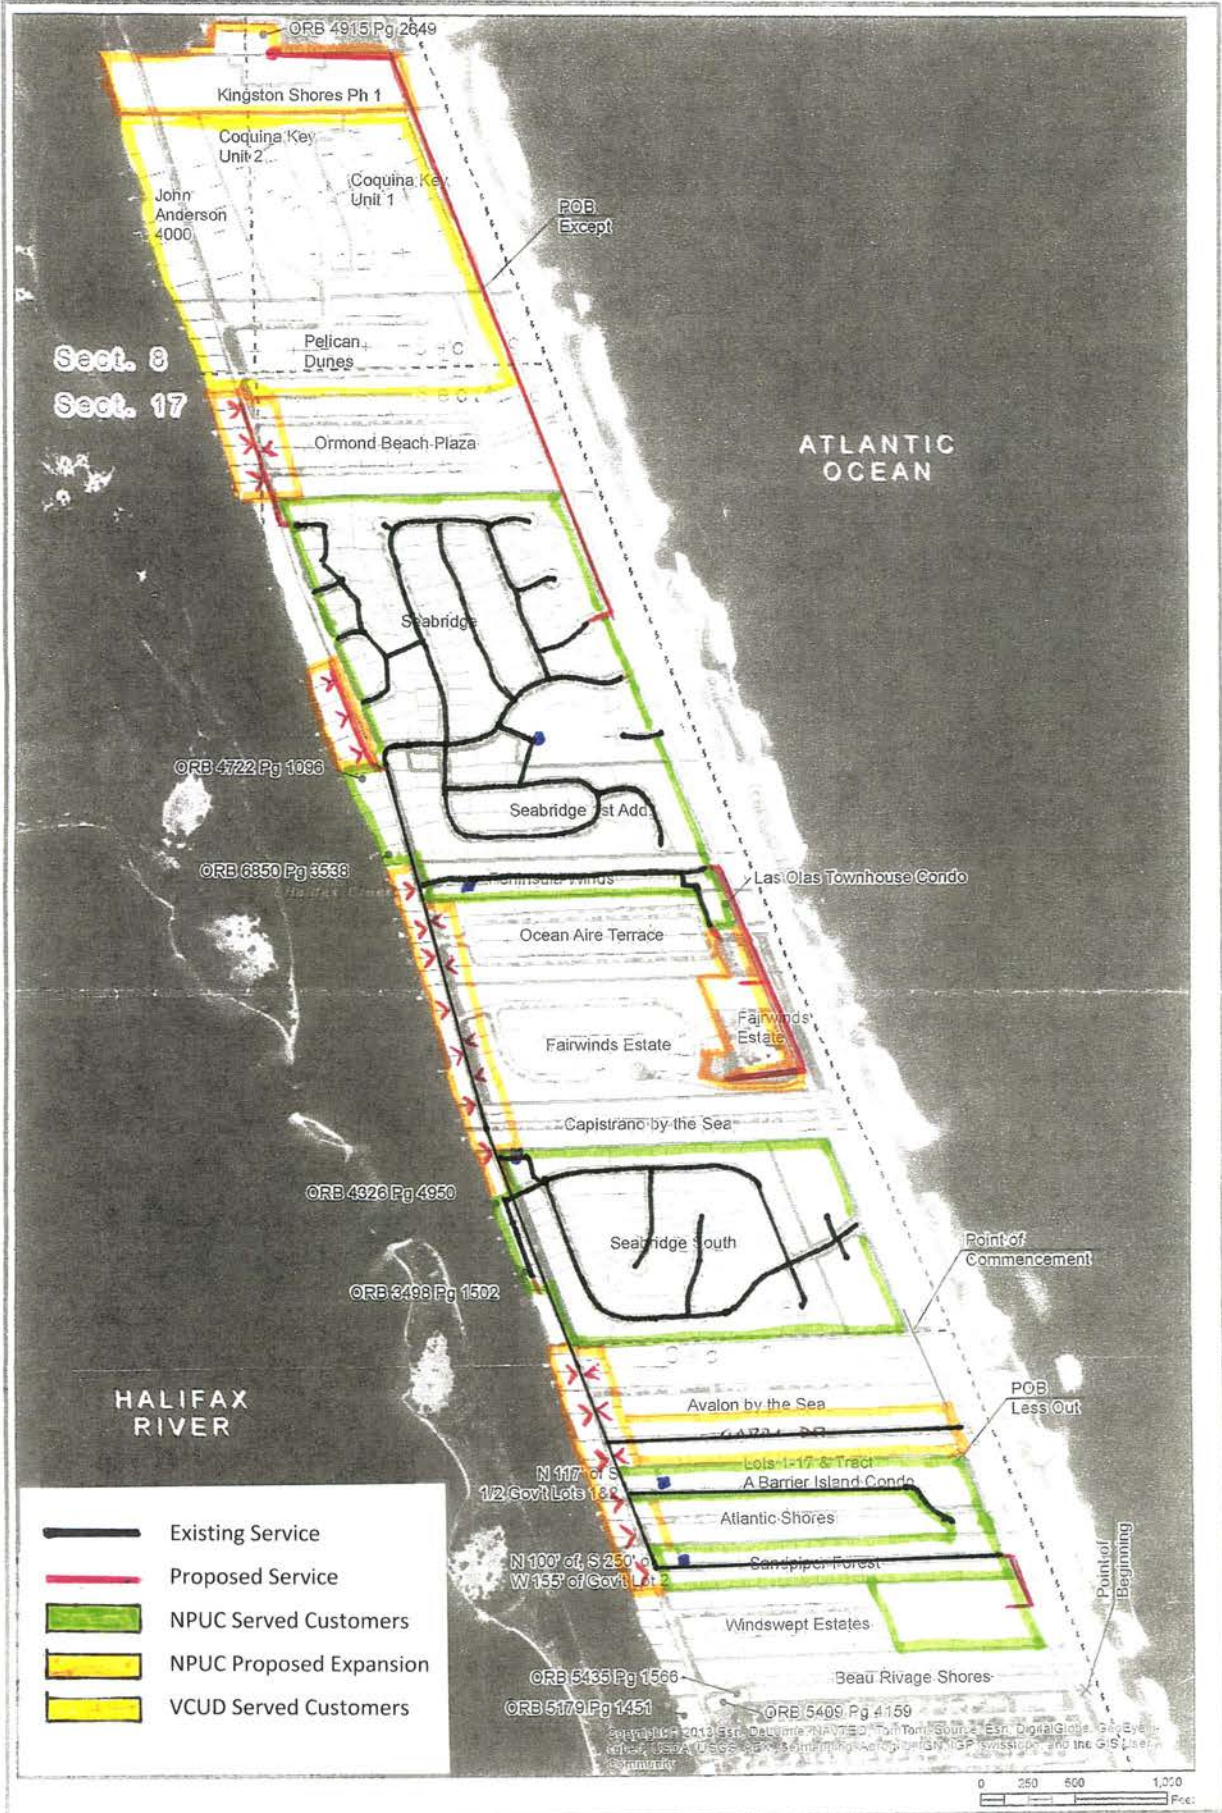 ORB 4915 Pg 2649
Kingston Shores Ph 1
Coquina Key
Unit 2
Coquina Key
Unit 1
John
Anderson
4000
POB
Except
Pelican
Dunes
Sect. 8
Sect. 17
Ormond Beach Plaza
ATLANTIC
OCEAN
Seabridge
ORB 4722 Pg 1096
Seabridge 1st Add
ORB 6850 Pg 3538
Halifax River
Peninsula Winds
Las Olas Townhouse Condo
Ocean Aire Terrace
Fairwinds
Estate
Fairwinds Estate
Capistrano by the Sea
ORB 4326 Pg 4950
Seabridge South
Point of
Commencement
ORB 3498 Pg 1502
HALIFAX
RIVER
Avalon by the Sea
POB
Less Out
Lots 1-17 & Tract
A Barrier Island Condo
N 117' of S
1/2 Gov't Lots 1&2
Atlantic Shores
N 100' of, S 250' of
W 155' of Gov't Lot 2
Sandpiper Forest
Point of
Beginning
Windswept Estates
ORB 5435 Pg 1566
Beau Rivage Shores
ORB 5179 Pg 1451
ORB 5409 Pg 4159
Existing Service
Proposed Service
NPUC Served Customers
NPUC Proposed Expansion
VCUD Served Customers
0 250 500 1,000